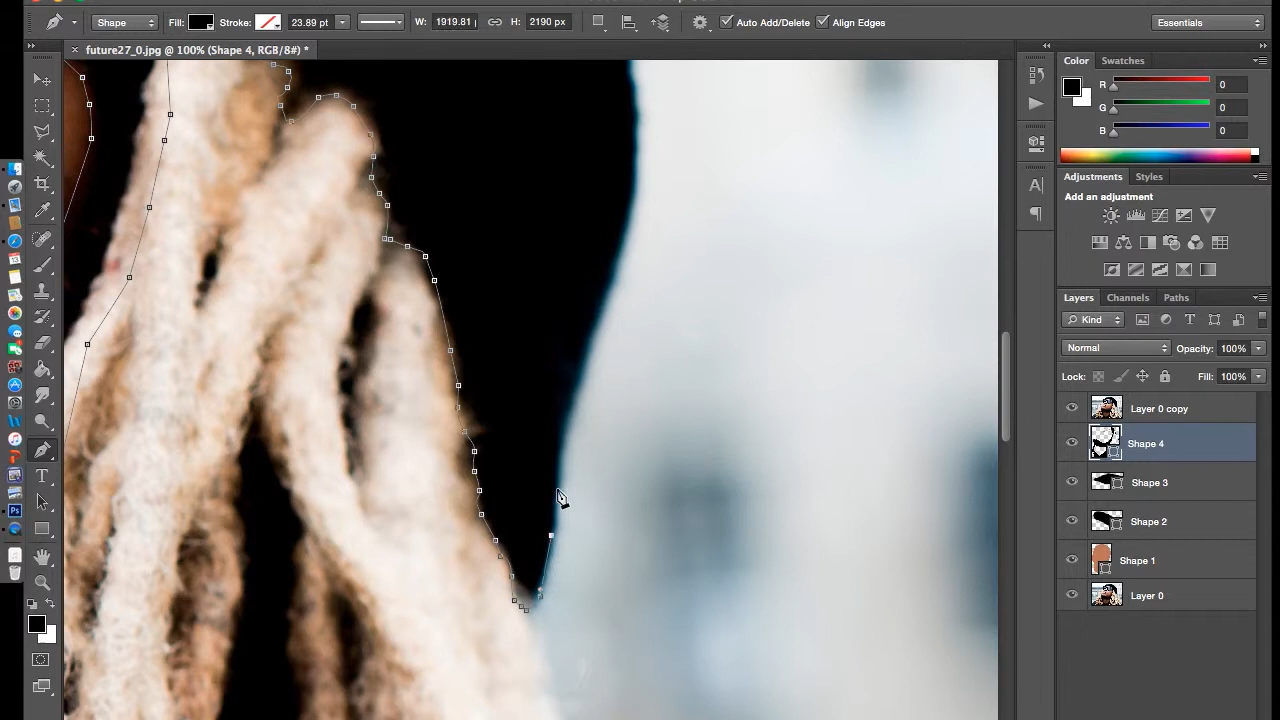 Shape
Fill:
Stroke:
23.89 pt
W: 1919.81
H: 2190 px
Auto Add/Delete
Align Edges
Essentials
× future27_0.jpg @ 100% (Shape 4, RGB/8#) *
Color
Swatches
R
0
G
0
B
0
Adjustments
Styles
Add an adjustment
Layers
Channels
Paths
Kind
Normal
Opacity: 100%
Lock:
Fill: 100%
Layer 0 copy
Shape 4
Shape 3
Shape 2
Shape 1
Layer 0
Ps